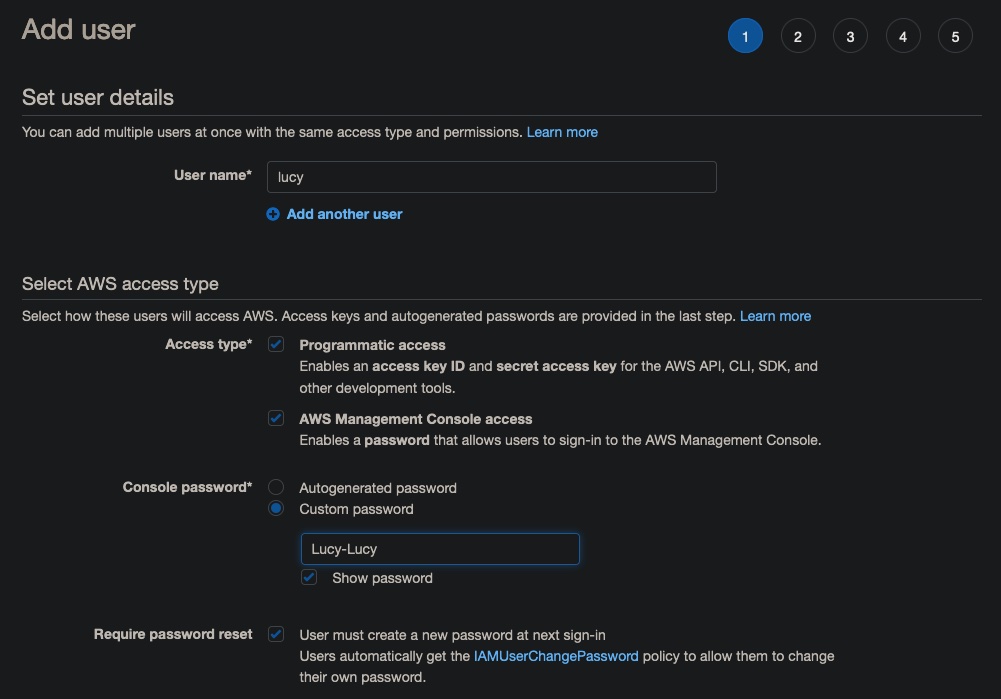 Add user
1 2 3 4 5
Set user details
You can add multiple users at once with the same access type and permissions. Learn more
User name* lucy
Add another user
Select AWS access type
Select how these users will access AWS. Access keys and autogenerated passwords are provided in the last step. Learn more
Access type* Programmatic access
Enables an access key ID and secret access key for the AWS API, CLI, SDK, and
other development tools.
AWS Management Console access
Enables a password that allows users to sign-in to the AWS Management Console.
Console password* Autogenerated password
Custom password
Lucy-Lucy
Show password
Require password reset User must create a new password at next sign-in
Users automatically get the IAMUserChangePassword policy to allow them to change
their own password.